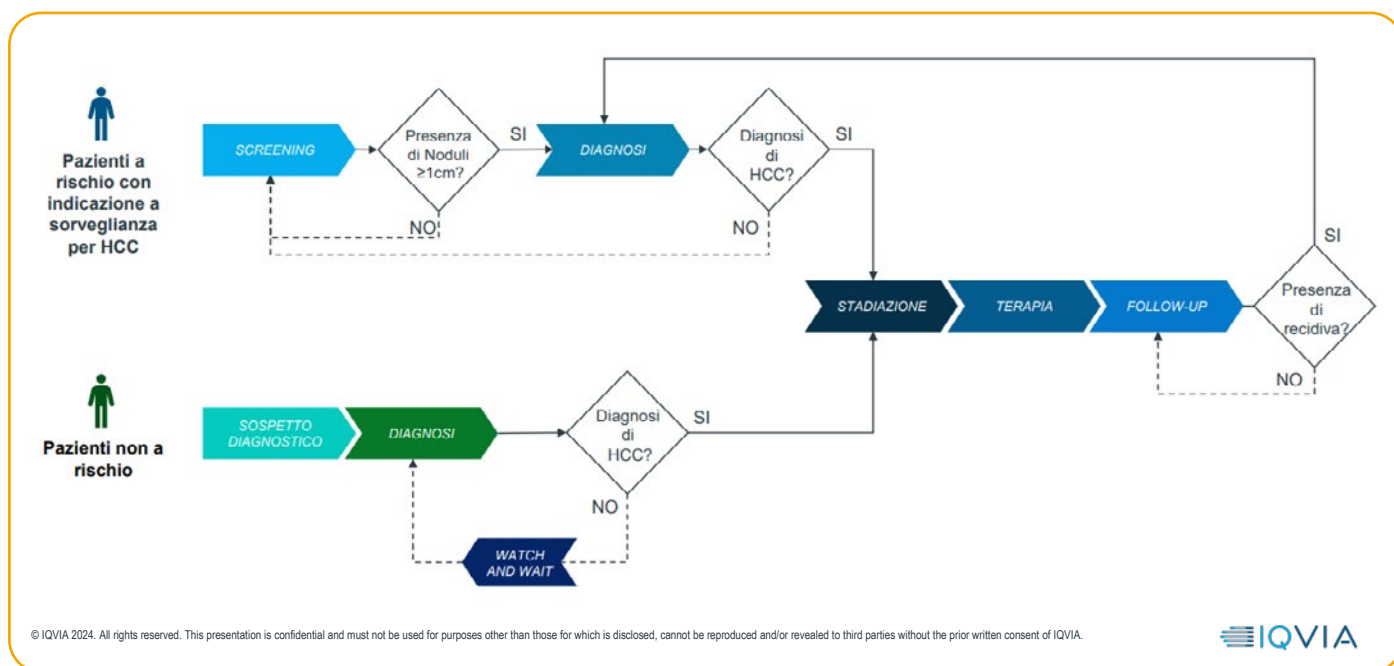 Pazienti a
rischio con
indicazione a
sorveglianza
per HCC
SCREENING
Presenza
di Noduli
≥1cm?
SI
NO
DIAGNOSI
Diagnosi
di
HCC?
SI
NO
STADIAZIONE
TERAPIA
FOLLOW-UP
Presenza
di
recidiva?
SI
NO
Pazienti non a
rischio
SOSPETTO
DIAGNOSTICO
DIAGNOSI
Diagnosi
di
HCC?
SI
NO
WATCH
AND WAIT
© IQVIA 2024. All rights reserved. This presentation is confidential and must not be used for purposes other than those for which is disclosed, cannot be reproduced and/or revealed to third parties without the prior written consent of IQVIA.
IQVIA